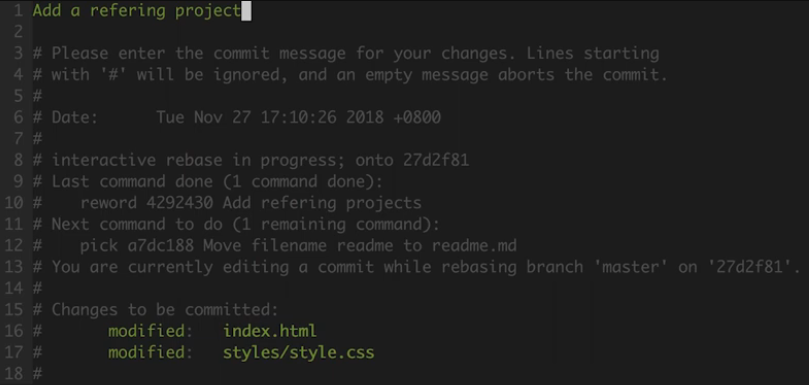 1 Add a refering project
2
3 # Please enter the commit message for your changes. Lines starting
4 # with '#' will be ignored, and an empty message aborts the commit.
5 #
6 # Date:      Tue Nov 27 17:10:26 2018 +0800
7 #
8 # interactive rebase in progress; onto 27d2f81
9 # Last command done (1 command done):
10 #    reword 4292430 Add refering projects
11 # Next command to do (1 remaining command):
12 #    pick a7dc188 Move filename readme to readme.md
13 # You are currently editing a commit while rebasing branch 'master' on '27d2f81'.
14 #
15 # Changes to be committed:
16 #       modified:   index.html
17 #       modified:   styles/style.css
18 #